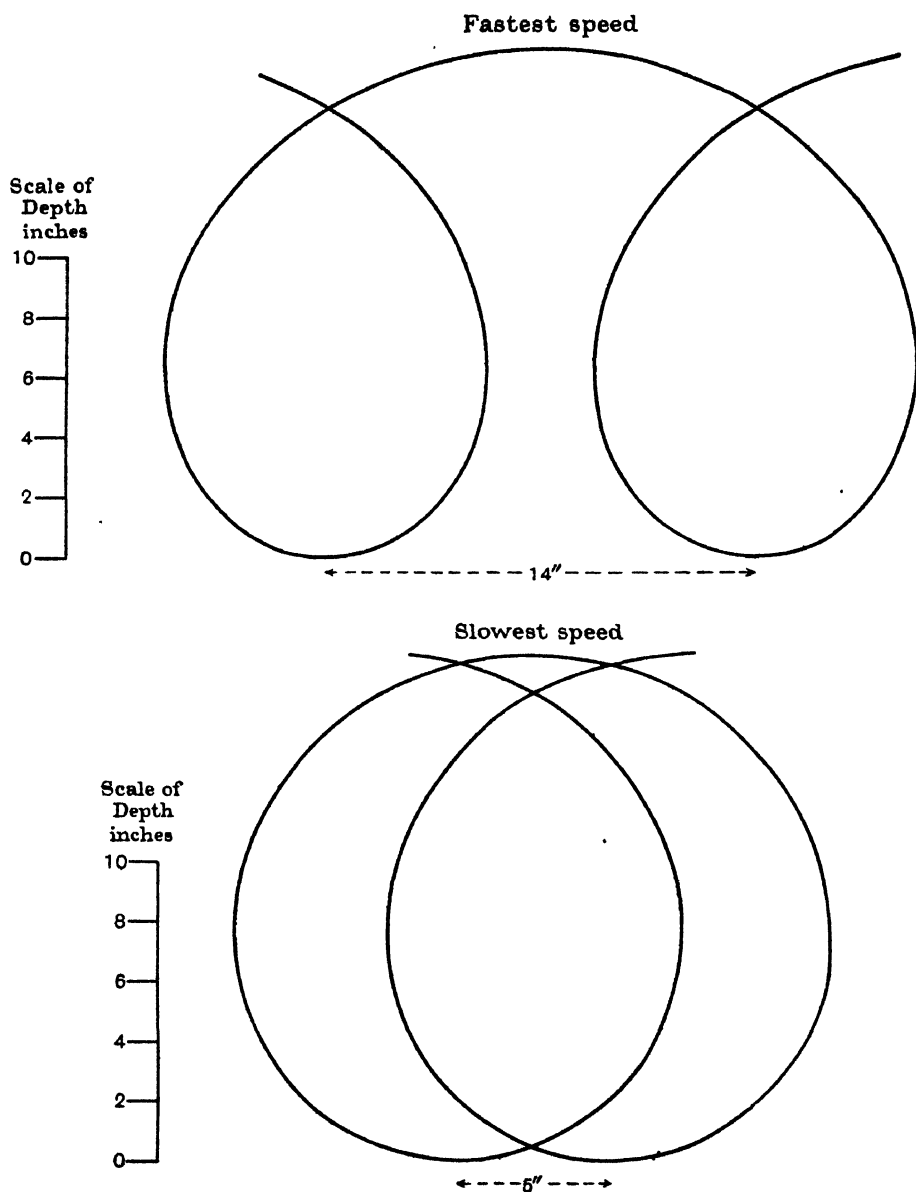 Fastest speed
Scale of
Depth
inches
10
8
6
4
2
0
14″
Slowest speed
Scale of
Depth
inches
10
8
6
4
2
0
5″